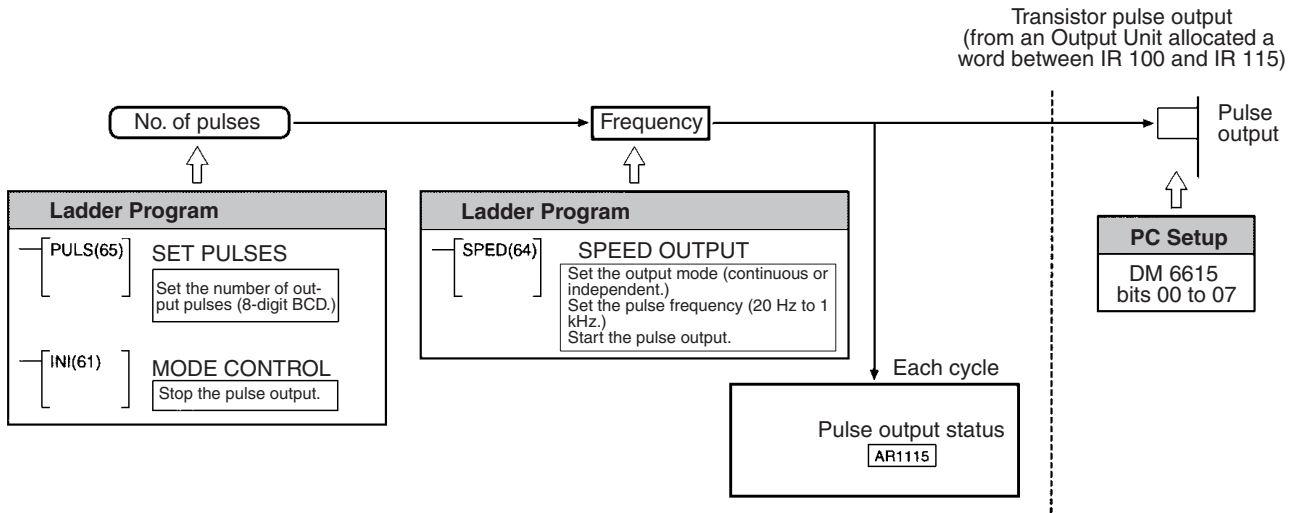 Transistor pulse output
(from an Output Unit allocated a
word between IR 100 and IR 115)
No. of pulses
Frequency
Pulse
output
Ladder Program
PULS(65)
SET PULSES
Set the number of out-
put pulses (8-digit BCD.)
INI(61)
MODE CONTROL
Stop the pulse output.
Ladder Program
SPED(64)
SPEED OUTPUT
Set the output mode (continuous or
independent.)
Set the pulse frequency (20 Hz to 1
kHz.)
Start the pulse output.
PC Setup
DM 6615
bits 00 to 07
Each cycle
Pulse output status
AR1115